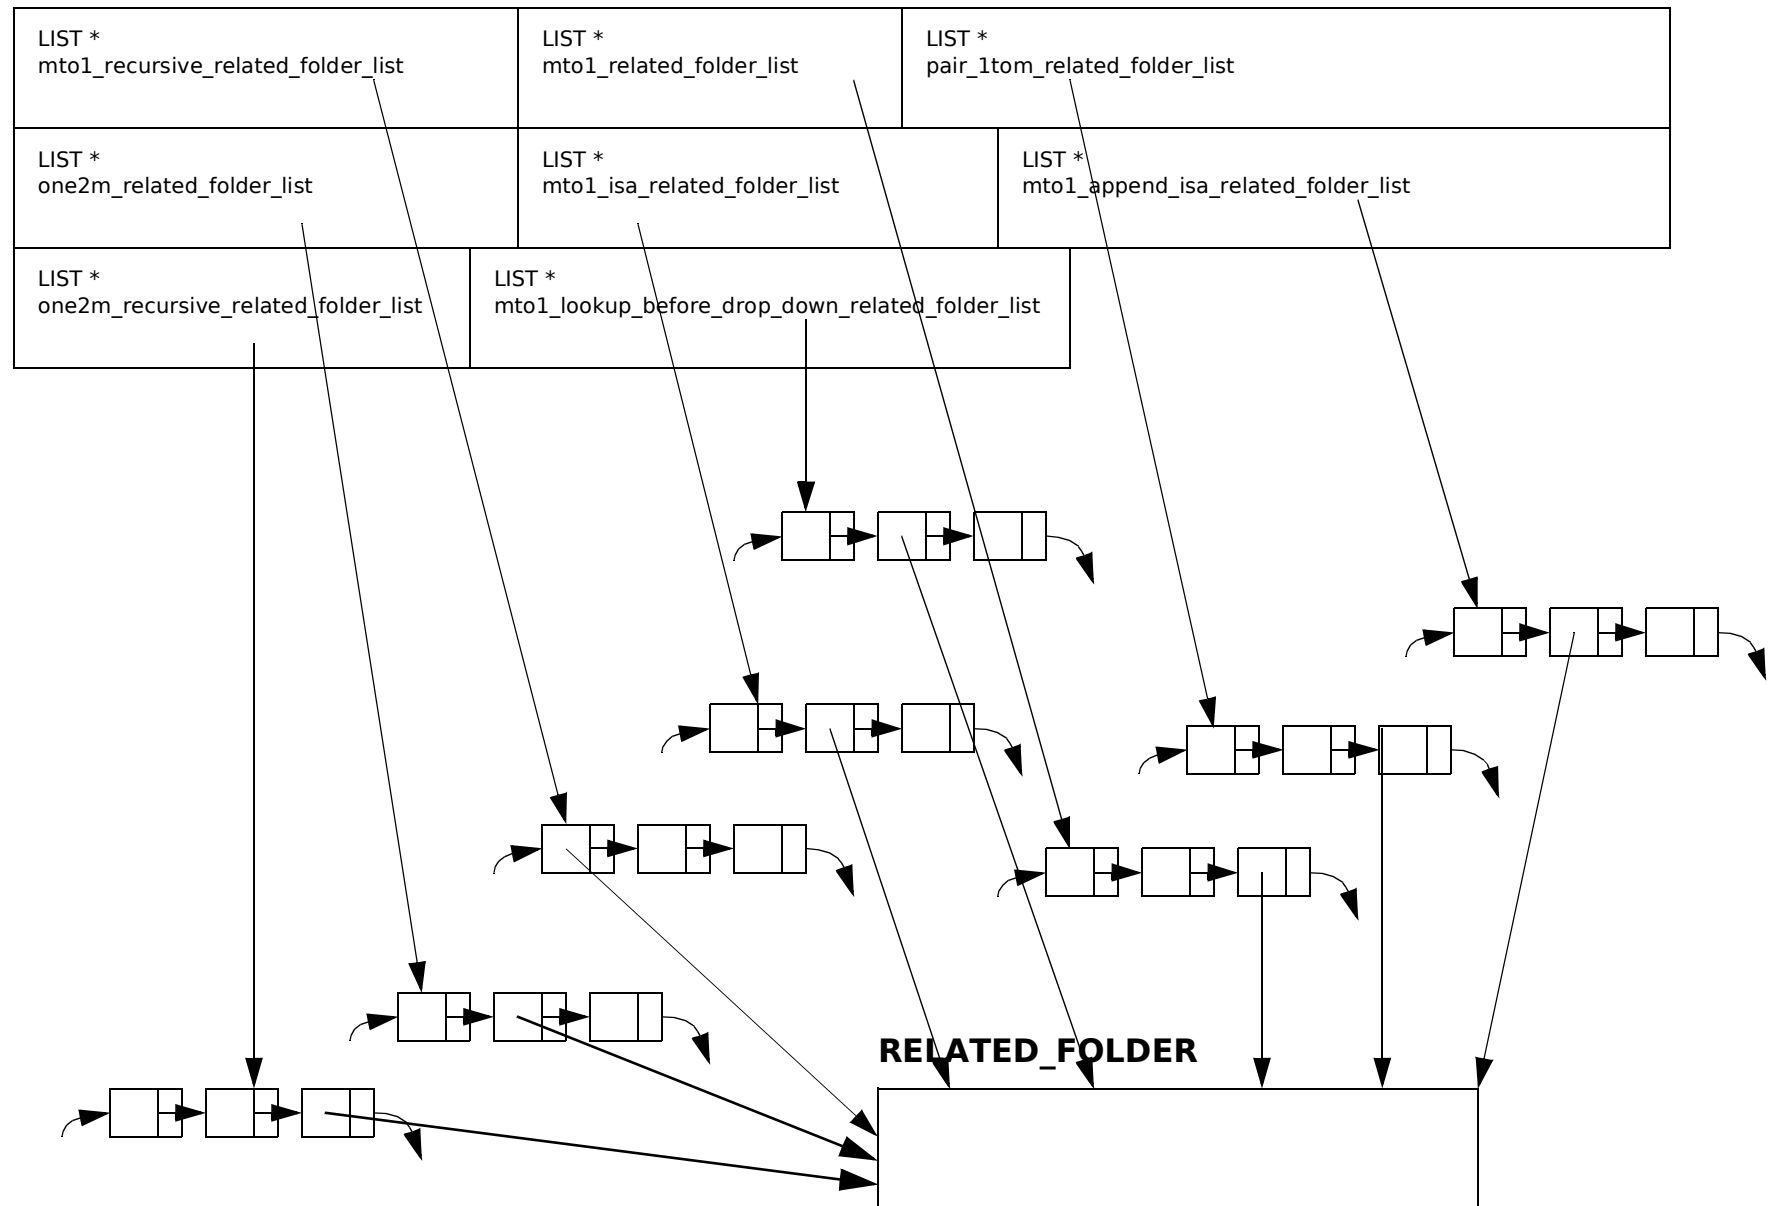 LIST *
mto1_recursive_related_folder_list
LIST *
mto1_related_folder_list
LIST *
pair_1tom_related_folder_list
LIST *
one2m_related_folder_list
LIST *
mto1_isa_related_folder_list
LIST *
mto1_append_isa_related_folder_list
LIST *
one2m_recursive_related_folder_list
LIST *
mto1_lookup_before_drop_down_related_folder_list
RELATED_FOLDER